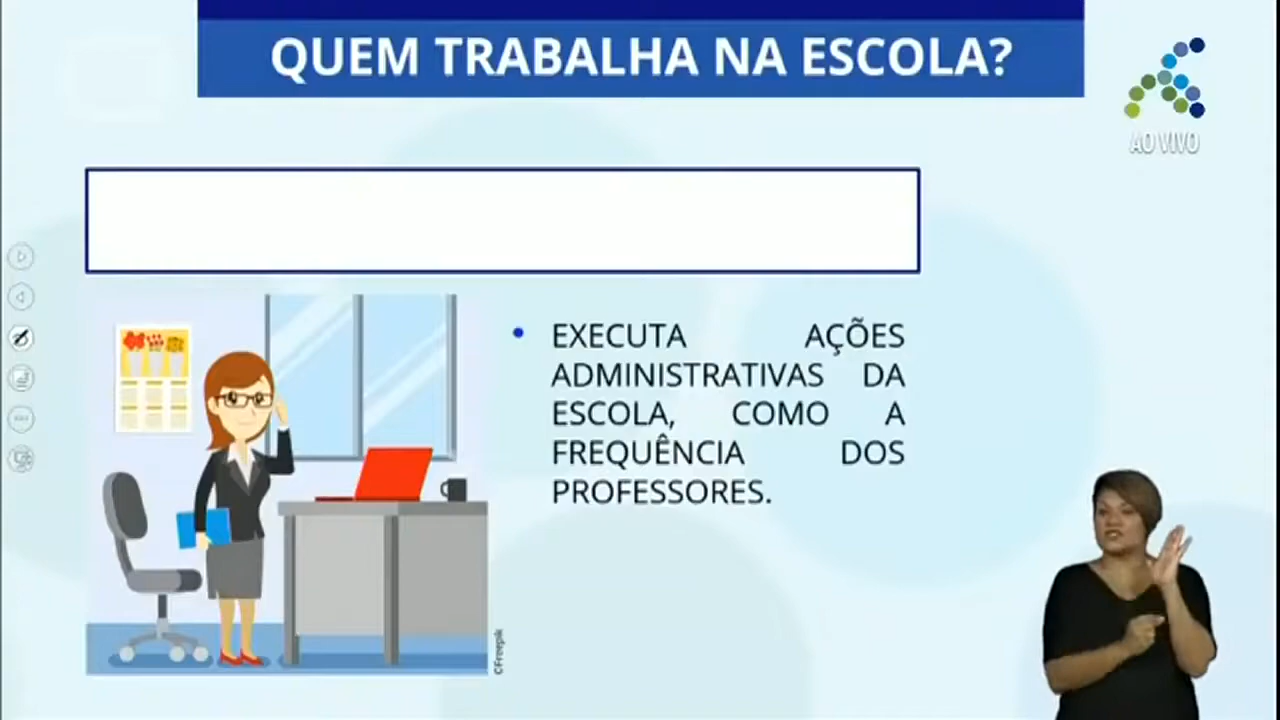 QUEM TRABALHA NA ESCOLA?
AO VIVO
EXECUTA AÇÕES
ADMINISTRATIVAS DA
ESCOLA, COMO A
FREQUÊNCIA DOS
PROFESSORES.
©Freepik